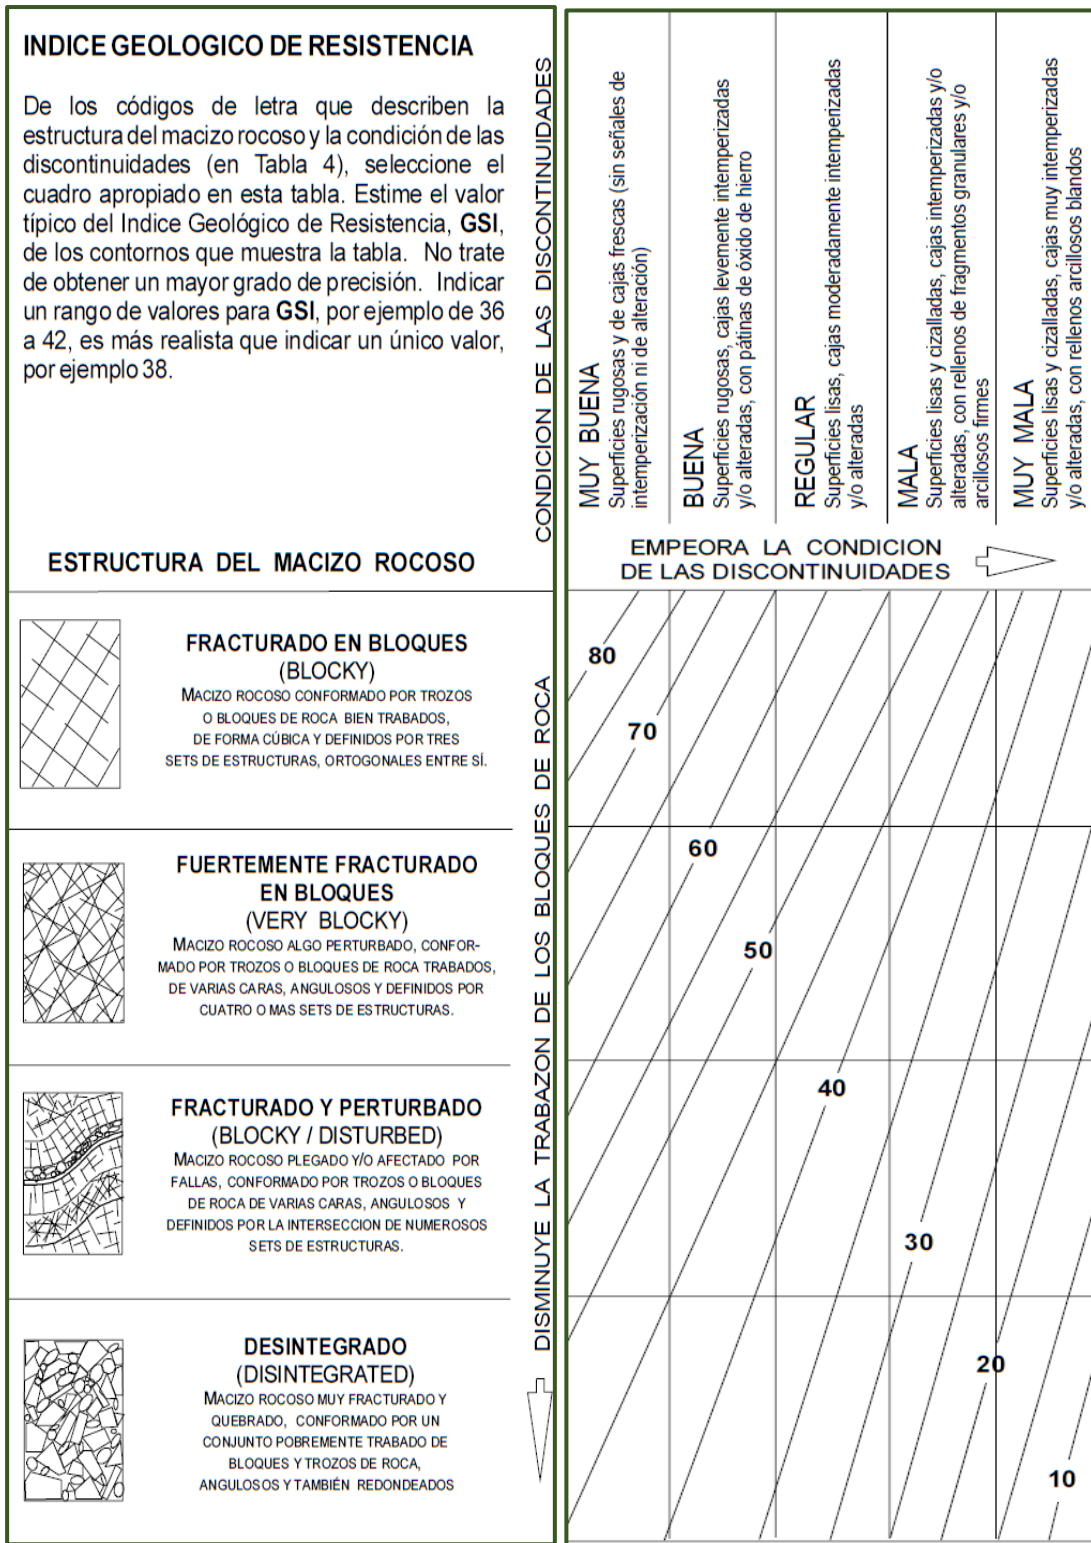 INDICE GEOLOGICO DE RESISTENCIA
De los códigos de letra que describen la
estructura del macizo rocoso y la condición de las
discontinuidades (en Tabla 4), seleccione el
cuadro apropiado en esta tabla. Estime el valor
típico del Indice Geológico de Resistencia, GSI,
de los contornos que muestra la tabla. No trate
de obtener un mayor grado de precisión. Indicar
un rango de valores para GSI, por ejemplo de 36
a 42, es más realista que indicar un único valor,
por ejemplo 38.
CONDICION DE LAS DISCONTINUIDADES
MUY BUENA
Superficies rugosas y de cajas frescas (sin señales de
intemperización ni de alteración)
BUENA
Superficies rugosas, cajas levemente intemperizadas
y/o alteradas, con pátinas de óxido de hierro
REGULAR
Superficies lisas, cajas moderadamente intemperizadas
y/o alteradas
MALA
Superficies lisas y cizalladas, cajas intemperizadas y/o
alteradas, con rellenos de fragmentos granulares y/o
arcillosos firmes
MUY MALA
Superficies lisas y cizalladas, cajas muy intemperizadas
y/o alteradas, con rellenos arcillosos blandos
ESTRUCTURA DEL MACIZO ROCOSO
EMPEORA LA CONDICION
DE LAS DISCONTINUIDADES
FRACTURADO EN BLOQUES
(BLOCKY)
MACIZO ROCOSO CONFORMADO POR TROZOS
O BLOQUES DE ROCA BIEN TRABADOS,
DE FORMA CÚBICA Y DEFINIDOS POR TRES
SETS DE ESTRUCTURAS, ORTOGONALES ENTRE SÍ.
FUERTEMENTE FRACTURADO
EN BLOQUES
(VERY BLOCKY)
MACIZO ROCOSO ALGO PERTURBADO, CONFOR-
MADO POR TROZOS O BLOQUES DE ROCA TRABADOS,
DE VARIAS CARAS, ANGULOSOS Y DEFINIDOS POR
CUATRO O MAS SETS DE ESTRUCTURAS.
FRACTURADO Y PERTURBADO
(BLOCKY / DISTURBED)
MACIZO ROCOSO PLEGADO Y/O AFECTADO POR
FALLAS, CONFORMADO POR TROZOS O BLOQUES
DE ROCA DE VARIAS CARAS, ANGULOSOS Y
DEFINIDOS POR LA INTERSECCION DE NUMEROSOS
SETS DE ESTRUCTURAS.
DESINTEGRADO
(DISINTEGRATED)
MACIZO ROCOSO MUY FRACTURADO Y
QUEBRADO, CONFORMADO POR UN
CONJUNTO POBREMENTE TRABADO DE
BLOQUES Y TROZOS DE ROCA,
ANGULOSOS Y TAMBIÉN REDONDEADOS
DISMINUYE LA TRABAZON DE LOS BLOQUES DE ROCA
80
70
60
50
40
30
20
10